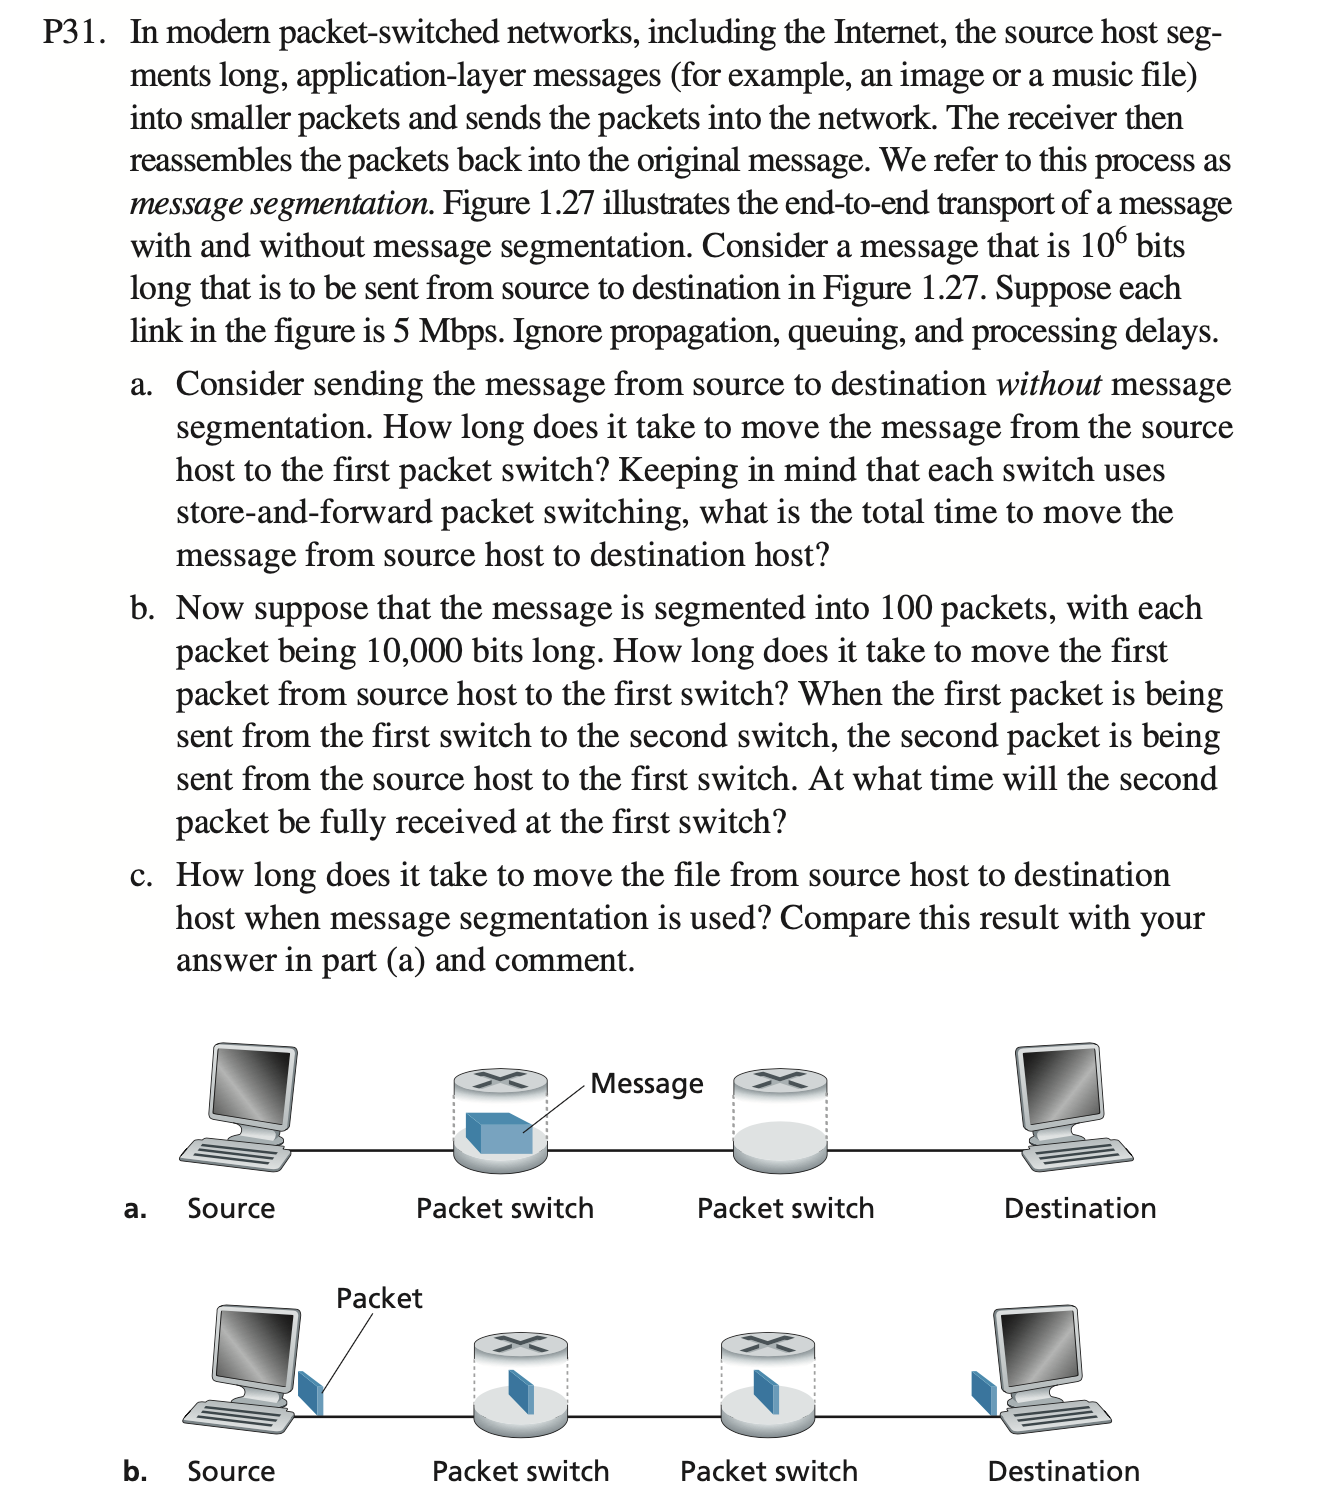 P31. In modern packet-switched networks, including the Internet, the source host seg-
ments long, application-layer messages (for example, an image or a music file)
into smaller packets and sends the packets into the network. The receiver then
reassembles the packets back into the original message. We refer to this process as
message segmentation. Figure 1.27 illustrates the end-to-end transport of a message
with and without message segmentation. Consider a message that is 10⁶ bits
long that is to be sent from source to destination in Figure 1.27. Suppose each
link in the figure is 5 Mbps. Ignore propagation, queuing, and processing delays.
a. Consider sending the message from source to destination without message
segmentation. How long does it take to move the message from the source
host to the first packet switch? Keeping in mind that each switch uses
store-and-forward packet switching, what is the total time to move the
message from source host to destination host?
b. Now suppose that the message is segmented into 100 packets, with each
packet being 10,000 bits long. How long does it take to move the first
packet from source host to the first switch? When the first packet is being
sent from the first switch to the second switch, the second packet is being
sent from the source host to the first switch. At what time will the second
packet be fully received at the first switch?
c. How long does it take to move the file from source host to destination
host when message segmentation is used? Compare this result with your
answer in part (a) and comment.
Message
a. Source Packet switch Packet switch Destination
Packet
b. Source Packet switch Packet switch Destination